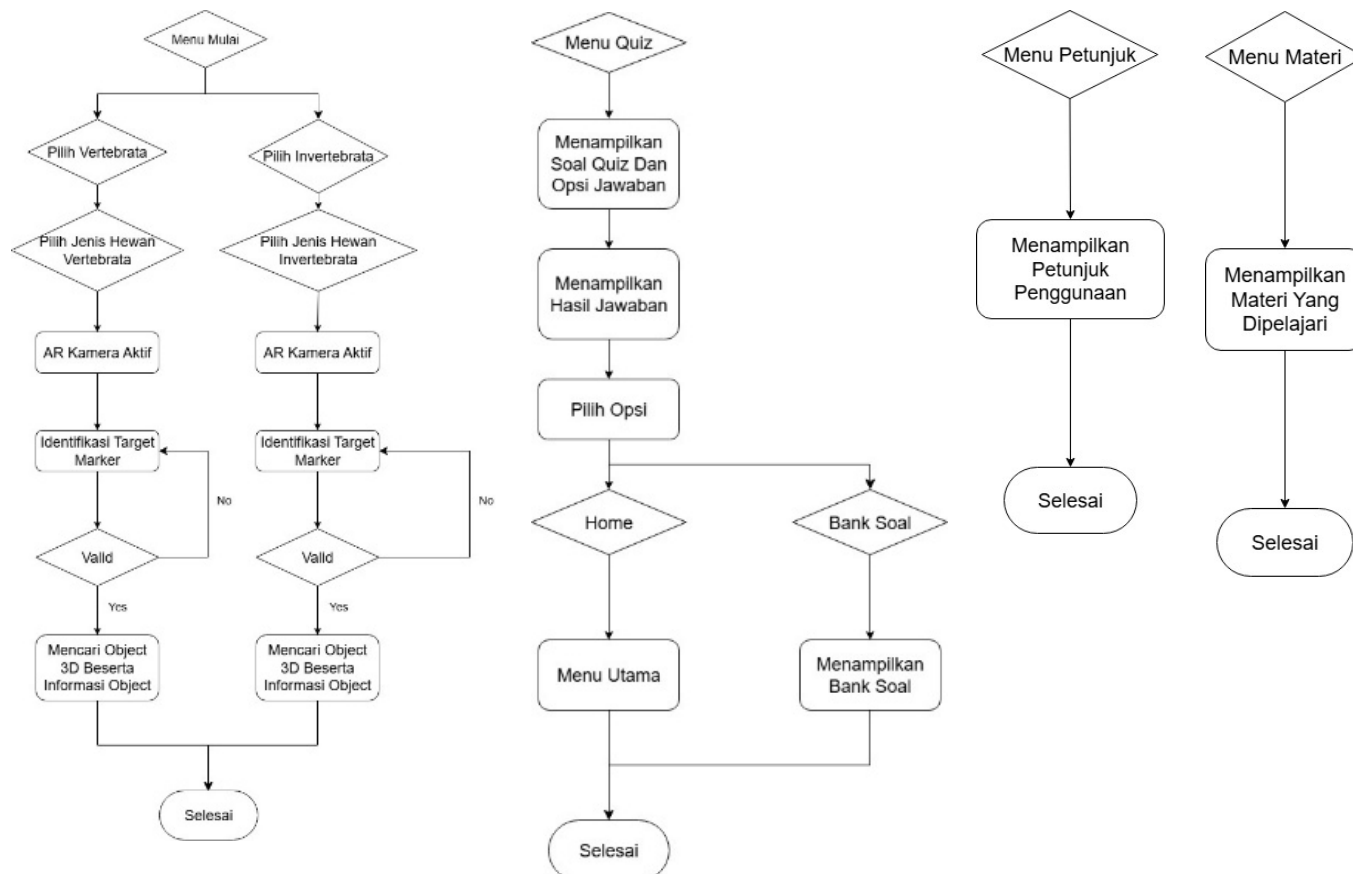 Menu Mulai
Pilih Vertebrata
Pilih Invertebrata
Pilih Jenis Hewan
Vertebrata
Pilih Jenis Hewan
Invertebrata
AR Kamera Aktif
AR Kamera Aktif
Identifikasi Target
Marker
Identifikasi Target
Marker
No
No
Valid
Valid
Yes
Yes
Mencari Object
3D Beserta
Informasi Object
Mencari Object
3D Beserta
Informasi Object
Selesai
Menu Quiz
Menampilkan
Soal Quiz Dan
Opsi Jawaban
Menampilkan
Hasil Jawaban
Pilih Opsi
Home
Bank Soal
Menu Utama
Menampilkan
Bank Soal
Selesai
Menu Petunjuk
Menampilkan
Petunjuk
Penggunaan
Selesai
Menu Materi
Menampilkan
Materi Yang
Dipelajari
Selesai